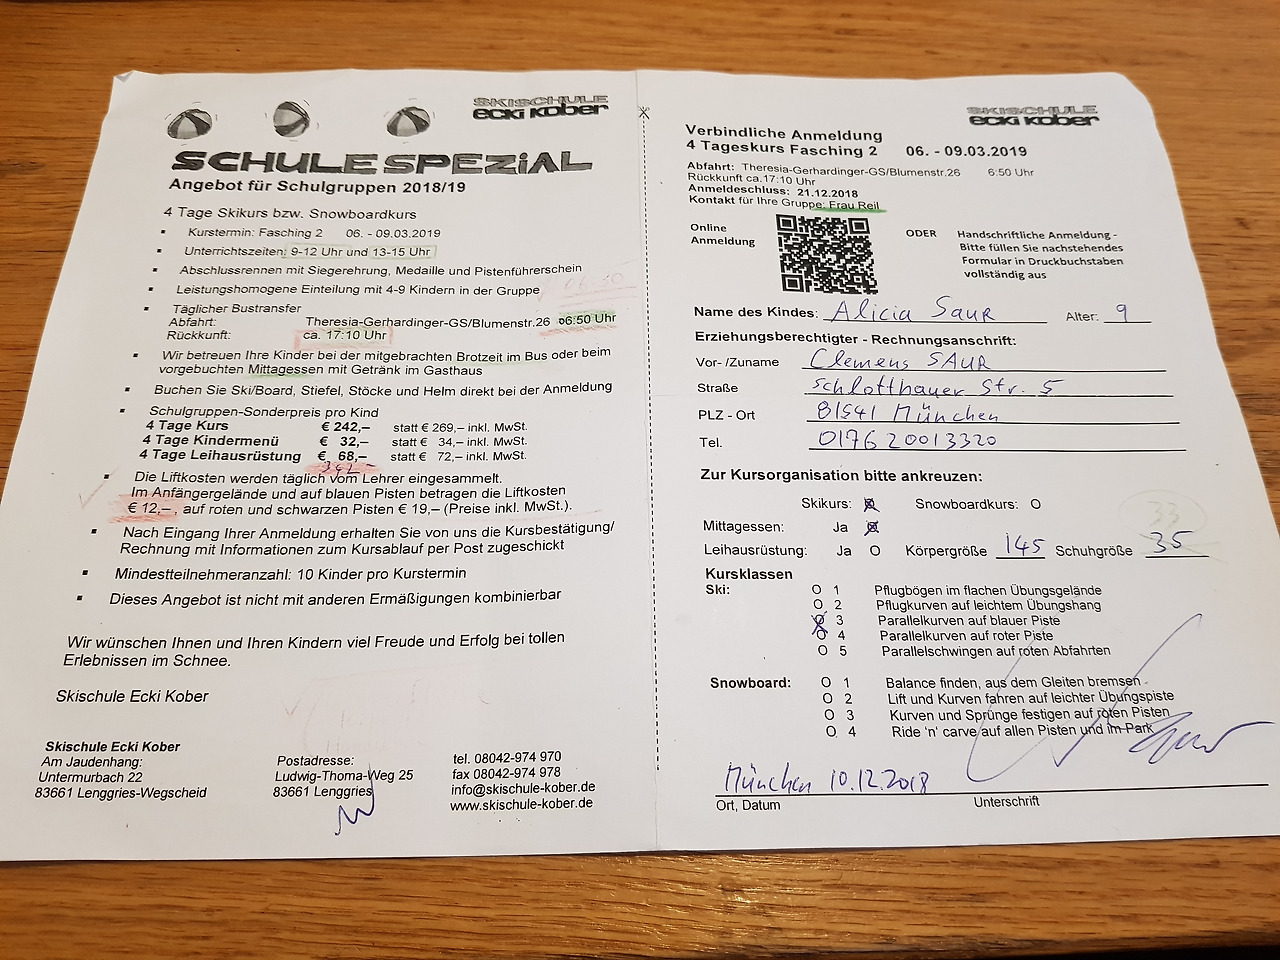 SKISCHULE
ECKI KOBER
SCHULE SPEZIAL
Angebot für Schulgruppen 2018/19
4 Tage Skikurs bzw. Snowboardkurs
▪ Kurstermin: Fasching 2 06. - 09.03.2019
▪ Unterrichtszeiten: 9-12 Uhr und 13-15 Uhr
▪ Abschlussrennen mit Siegerehrung, Medaille und Pistenführerschein
▪ Leistungshomogene Einteilung mit 4-9 Kindern in der Gruppe
▪ Täglicher Bustransfer
Abfahrt: Theresia-Gerhardinger-GS/Blumenstr.26 06:50 Uhr
Rückkunft: ca. 17:10 Uhr
▪ Wir betreuen Ihre Kinder bei der mitgebrachten Brotzeit im Bus oder beim
vorgebuchten Mittagessen mit Getränk im Gasthaus
▪ Buchen Sie Ski/Board, Stiefel, Stöcke und Helm direkt bei der Anmeldung
▪ Schulgruppen-Sonderpreis pro Kind
4 Tage Kurs € 242,– statt € 269,– inkl. MwSt.
4 Tage Kindermenü € 32,– statt € 34,– inkl. MwSt.
4 Tage Leihausrüstung € 68,– statt € 72,– inkl. MwSt.
342,-
▪ Die Liftkosten werden täglich vom Lehrer eingesammelt.
Im Anfängergelände und auf blauen Pisten betragen die Liftkosten
€ 12,– , auf roten und schwarzen Pisten € 19,– (Preise inkl. MwSt.).
▪ Nach Eingang Ihrer Anmeldung erhalten Sie von uns die Kursbestätigung/
Rechnung mit Informationen zum Kursablauf per Post zugeschickt
▪ Mindestteilnehmeranzahl: 10 Kinder pro Kurstermin
▪ Dieses Angebot ist nicht mit anderen Ermäßigungen kombinierbar
Wir wünschen Ihnen und Ihren Kindern viel Freude und Erfolg bei tollen
Erlebnissen im Schnee.
Skischule Ecki Kober
Skischule Ecki Kober
Am Jaudenhang:
Untermurbach 22
83661 Lenggries-Wegscheid
Postadresse:
Ludwig-Thoma-Weg 25
83661 Lenggries
tel. 08042-974 970
fax 08042-974 978
info@skischule-kober.de
www.skischule-kober.de
SKISCHULE
ECKI KOBER
Verbindliche Anmeldung
4 Tageskurs Fasching 2 06. - 09.03.2019
Abfahrt: Theresia-Gerhardinger-GS/Blumenstr.26 6:50 Uhr
Rückkunft ca.17:10 Uhr
Anmeldeschluss: 21.12.2018
Kontakt für Ihre Gruppe: Frau Reil
Online
Anmeldung
ODER
Handschriftliche Anmeldung -
Bitte füllen Sie nachstehendes
Formular in Druckbuchstaben
vollständig aus
Name des Kindes: Alicia SAUR Alter: 9
Erziehungsberechtigter - Rechnungsanschrift:
Vor- /Zuname Clemens SAUR
Straße Schlotthauer Str. 5
PLZ - Ort 81541 München
Tel. 0176 20013320
Zur Kursorganisation bitte ankreuzen:
Skikurs: Snowboardkurs: O
33
Mittagessen: Ja
Leihausrüstung: Ja O Körpergröße 145 Schuhgröße 35
Kursklassen
Ski: O 1 Pflugbögen im flachen Übungsgelände
O 2 Pflugkurven auf leichtem Übungshang
O 3 Parallelkurven auf blauer Piste
O 4 Parallelkurven auf roter Piste
O 5 Parallelschwingen auf roten Abfahrten
Snowboard: O 1 Balance finden, aus dem Gleiten bremsen
O 2 Lift und Kurven fahren auf leichter Übungspiste
O 3 Kurven und Sprünge festigen auf roten Pisten
O 4 Ride 'n' carve auf allen Pisten und im Park
München 10.12.2018
Ort, Datum Unterschrift